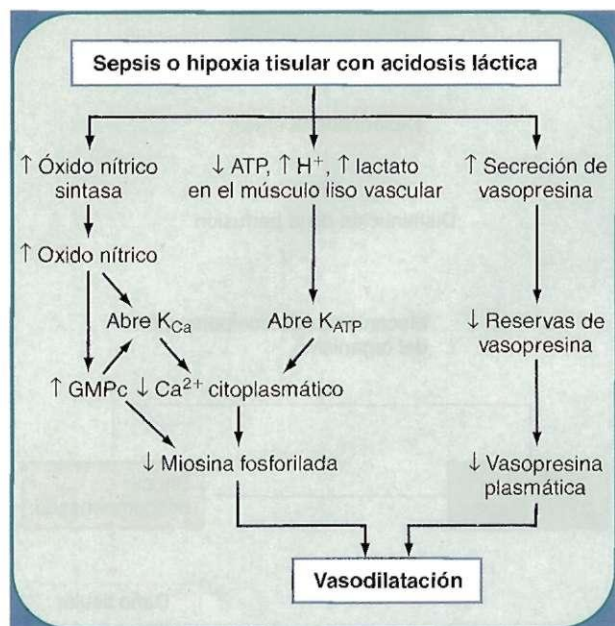 Sepsis o hipoxia tisular con acidosis láctica
↑ Óxido nítrico
sintasa
↓ ATP, ↑ H⁺, ↑ lactato
en el músculo liso vascular
↑ Secreción de
vasopresina
↑ Oxido nítrico
Abre K_Ca
Abre K_ATP
↓ Reservas de
vasopresina
↑ GMPc
↓ Ca²⁺ citoplasmático
↓ Miosina fosforilada
↓ Vasopresina
plasmática
Vasodilatación